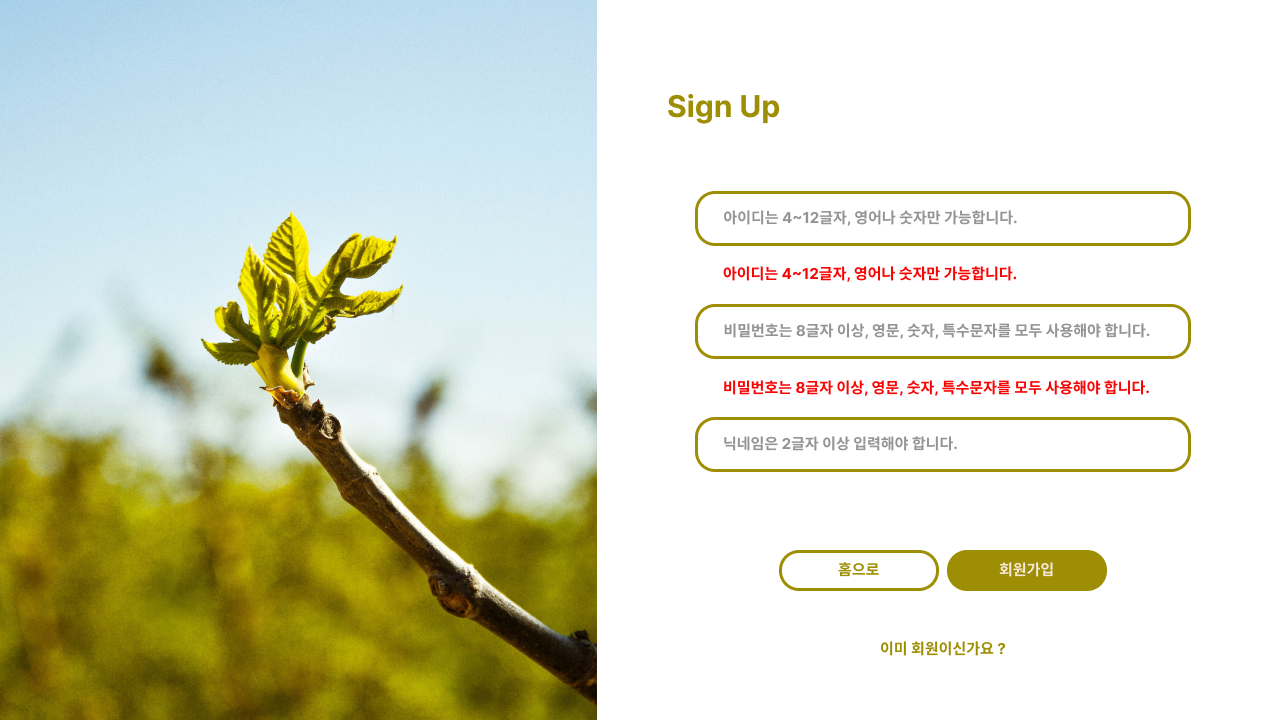 Sign Up
아이디는 4~12글자, 영어나 숫자만 가능합니다.
아이디는 4~12글자, 영어나 숫자만 가능합니다.
비밀번호는 8글자 이상, 영문, 숫자, 특수문자를 모두 사용해야 합니다.
비밀번호는 8글자 이상, 영문, 숫자, 특수문자를 모두 사용해야 합니다.
닉네임은 2글자 이상 입력해야 합니다.
홈으로 회원가입
이미 회원이신가요 ?